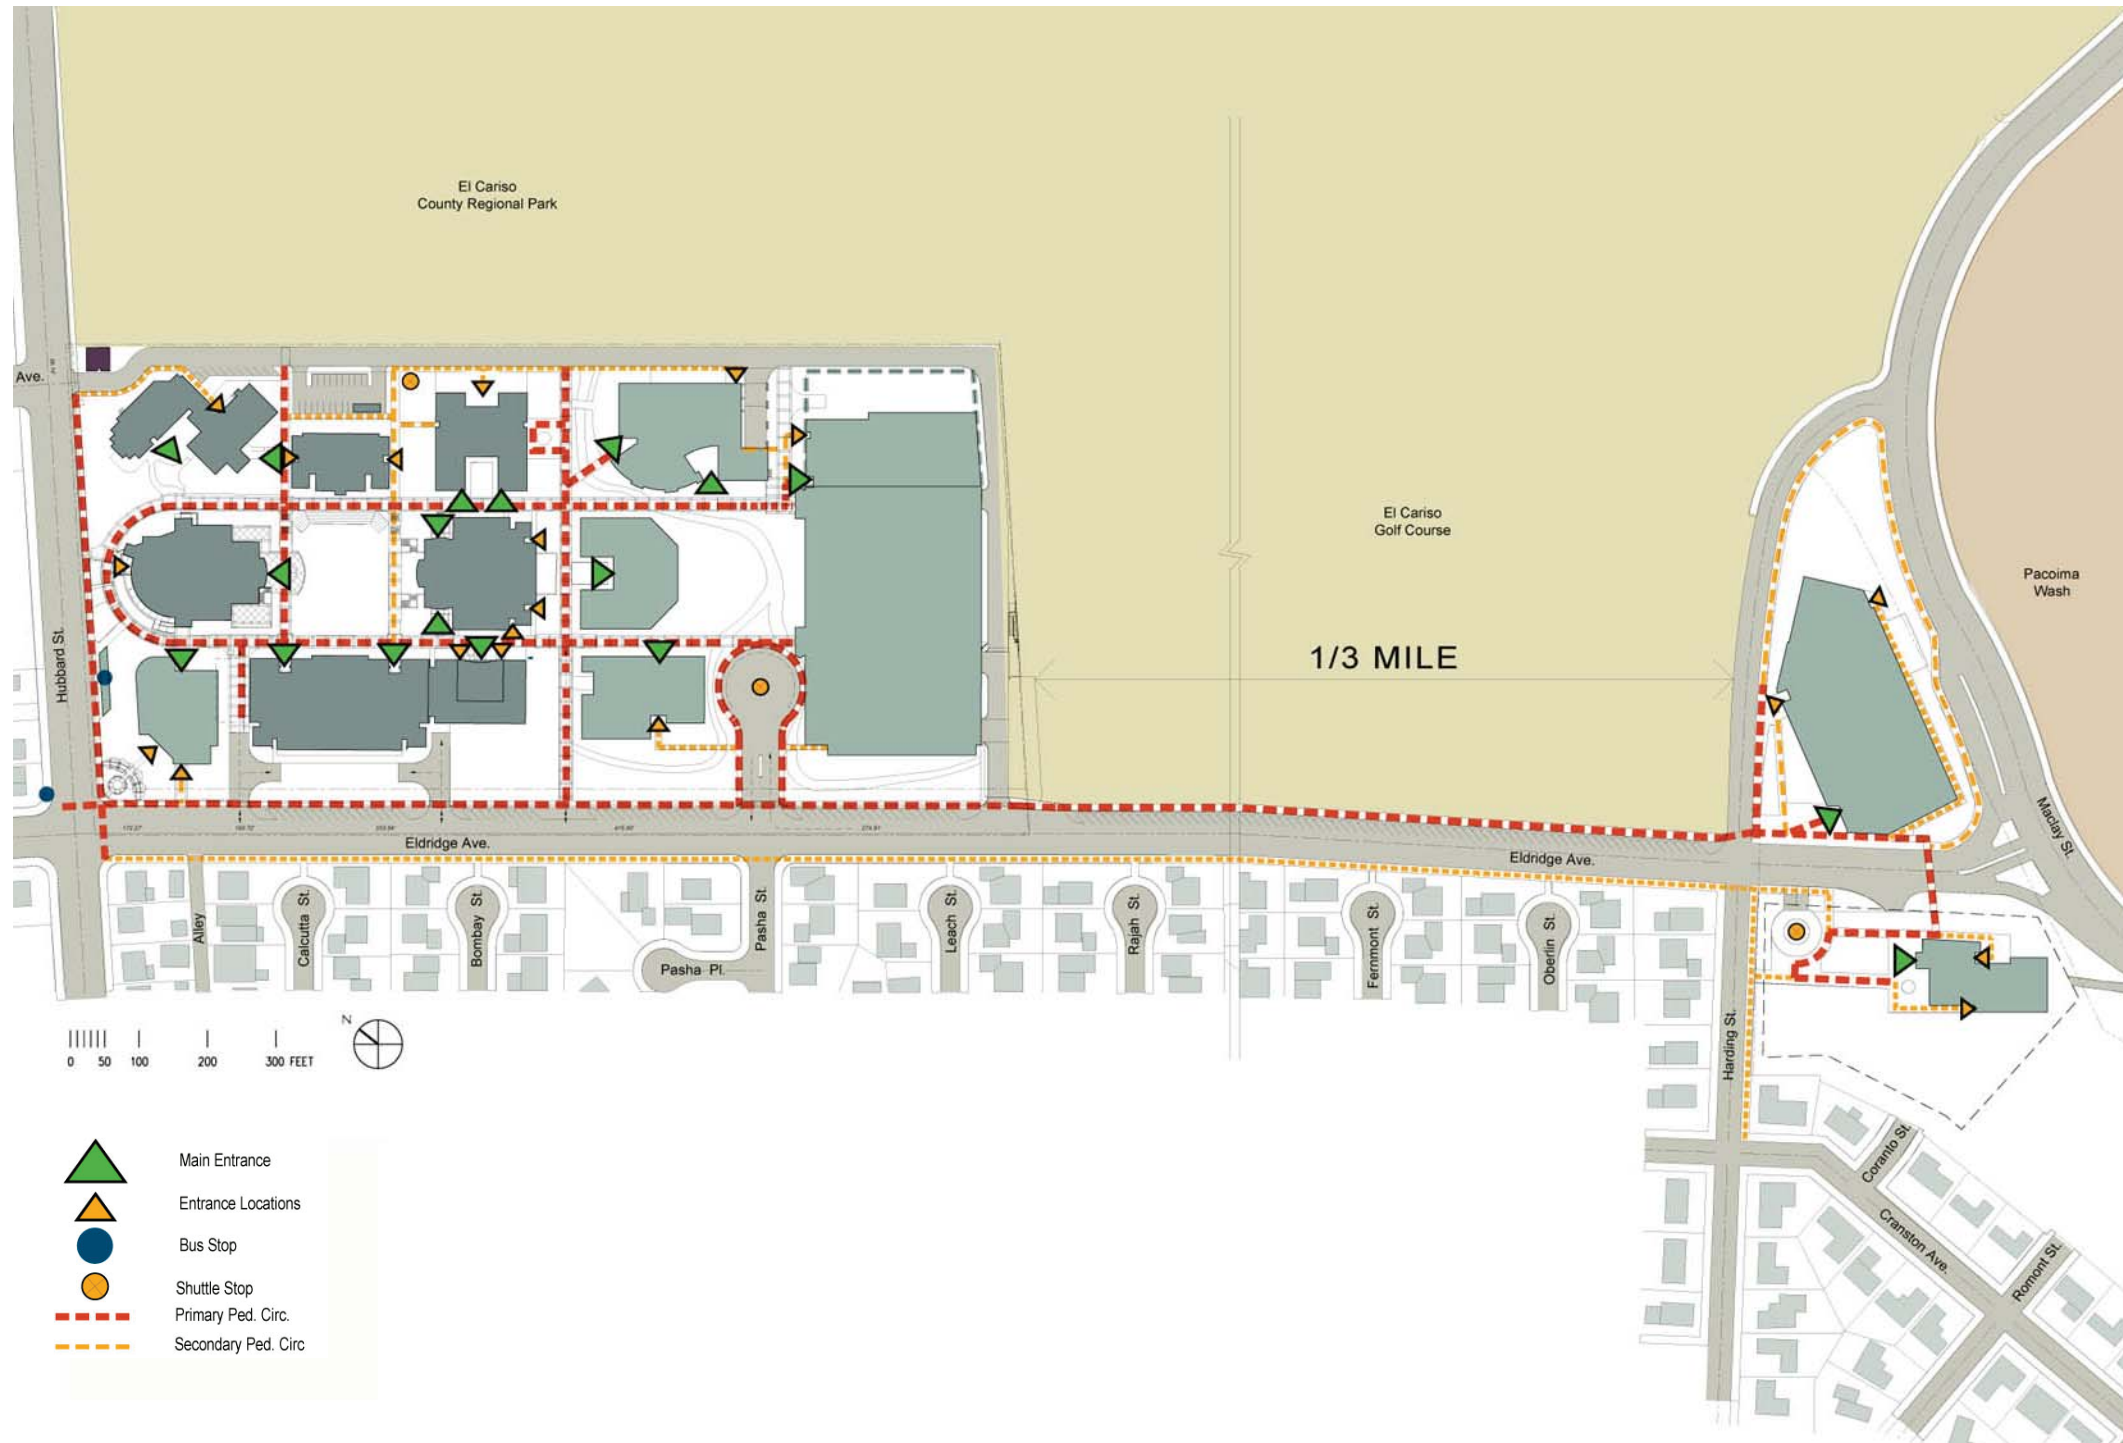 El Cariso
County Regional Park
Ave.
El Cariso
Golf Course
Pacoima
Wash
1/3 MILE
Hubbard St.
Maclay St.
Eldridge Ave.
Eldridge Ave.
Alley
Calcutta St.
Bombay St.
Pasha Pl.
Pasha St.
Leach St.
Rajah St.
Fernmont St.
Oberlin St.
Harding St.
N
0 50 100 200 300 FEET
Coranto St.
Cranston Ave.
Romont St.
Main Entrance
Entrance Locations
Bus Stop
Shuttle Stop
Primary Ped. Circ.
Secondary Ped. Circ